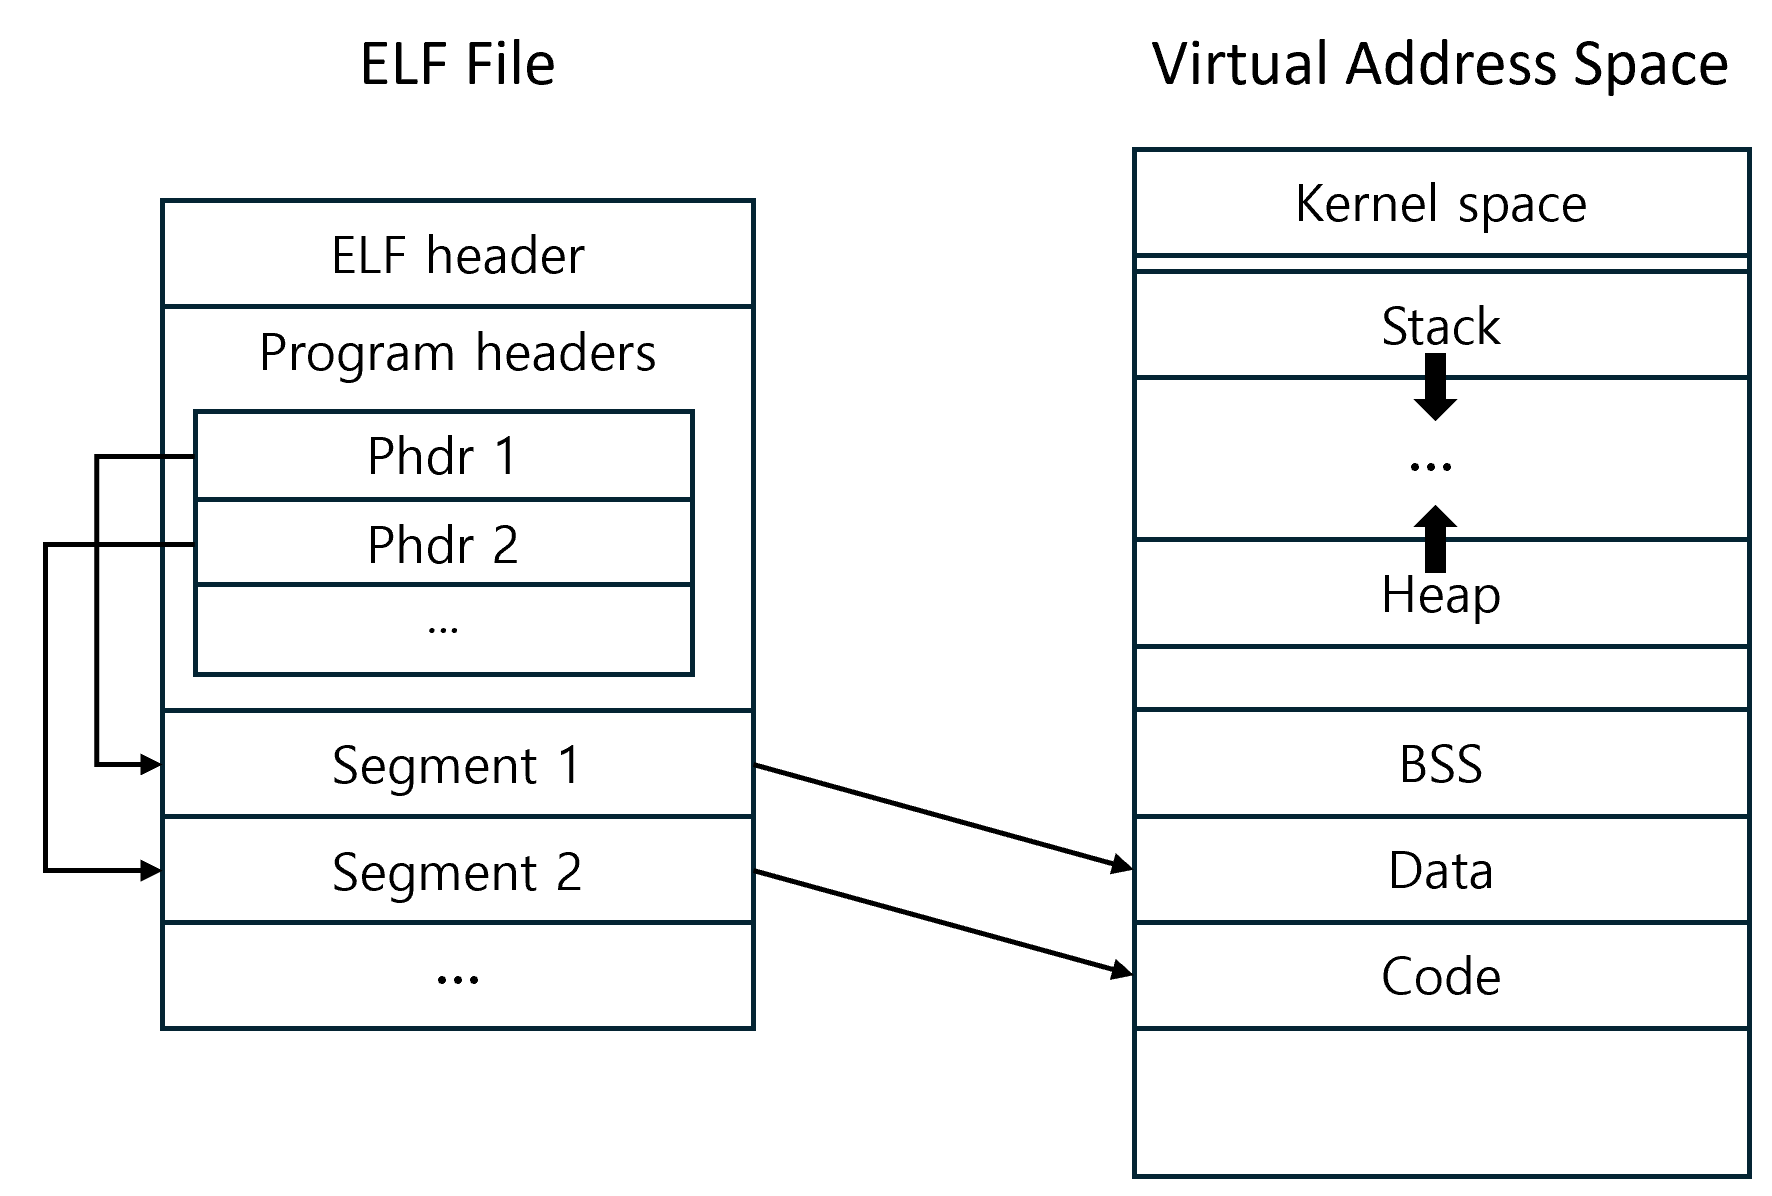 ELF File
ELF header
Program headers
Phdr 1
Phdr 2
...
Segment 1
Segment 2
...
Virtual Address Space
Kernel space
Stack
...
Heap
BSS
Data
Code